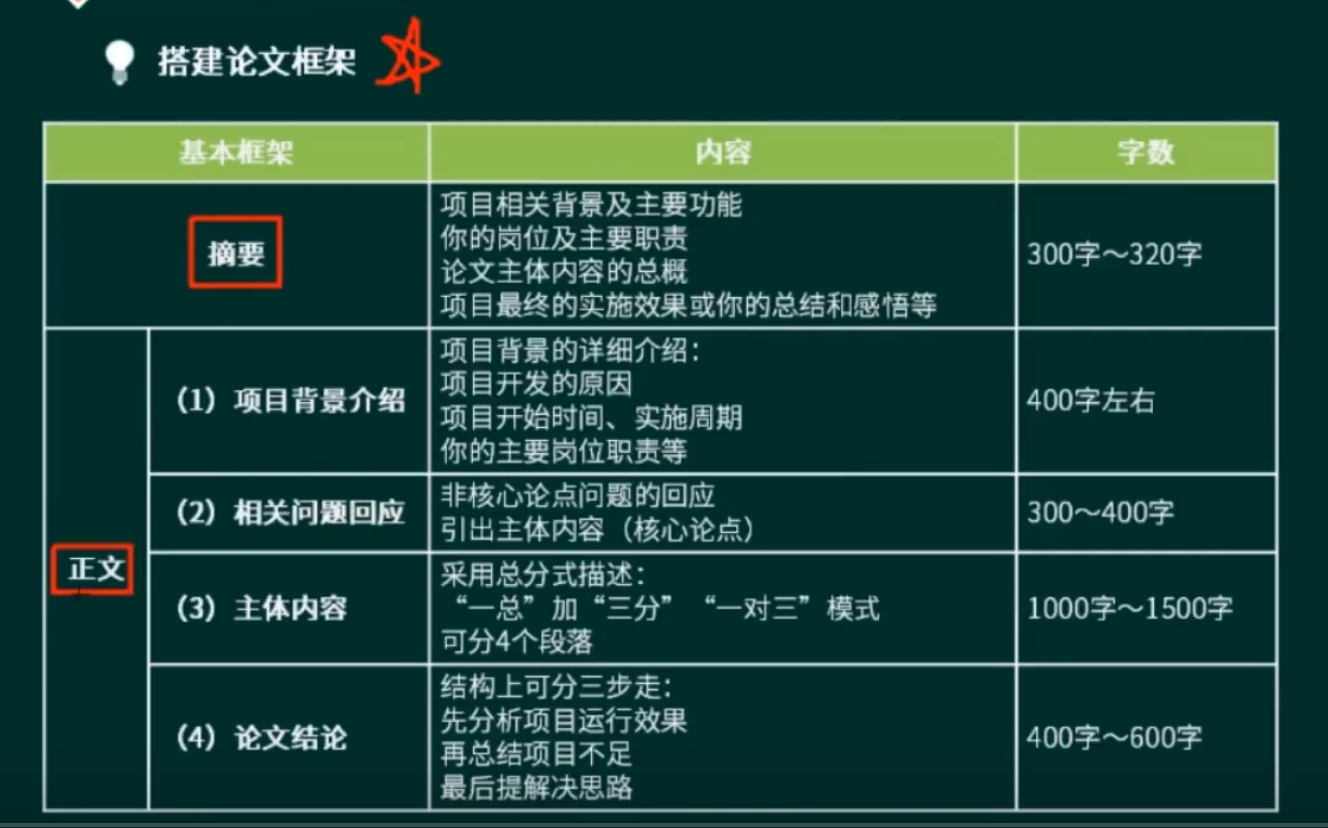 搭建论文框架
基本框架 内容 字数
摘要
项目相关背景及主要功能
你的岗位及主要职责
论文主体内容的总概
项目最终的实施效果或你的总结和感悟等
300字～320字
正文
（1）项目背景介绍
项目背景的详细介绍：
项目开发的原因
项目开始时间、实施周期
你的主要岗位职责等
400字左右
（2）相关问题回应
非核心论点问题的回应
引出主体内容（核心论点）
300～400字
（3）主体内容
采用总分式描述：
“一总”加“三分” “一对三”模式
可分4个段落
1000字～1500字
（4）论文结论
结构上可分三步走：
先分析项目运行效果
再总结项目不足
最后提解决思路
400字～600字